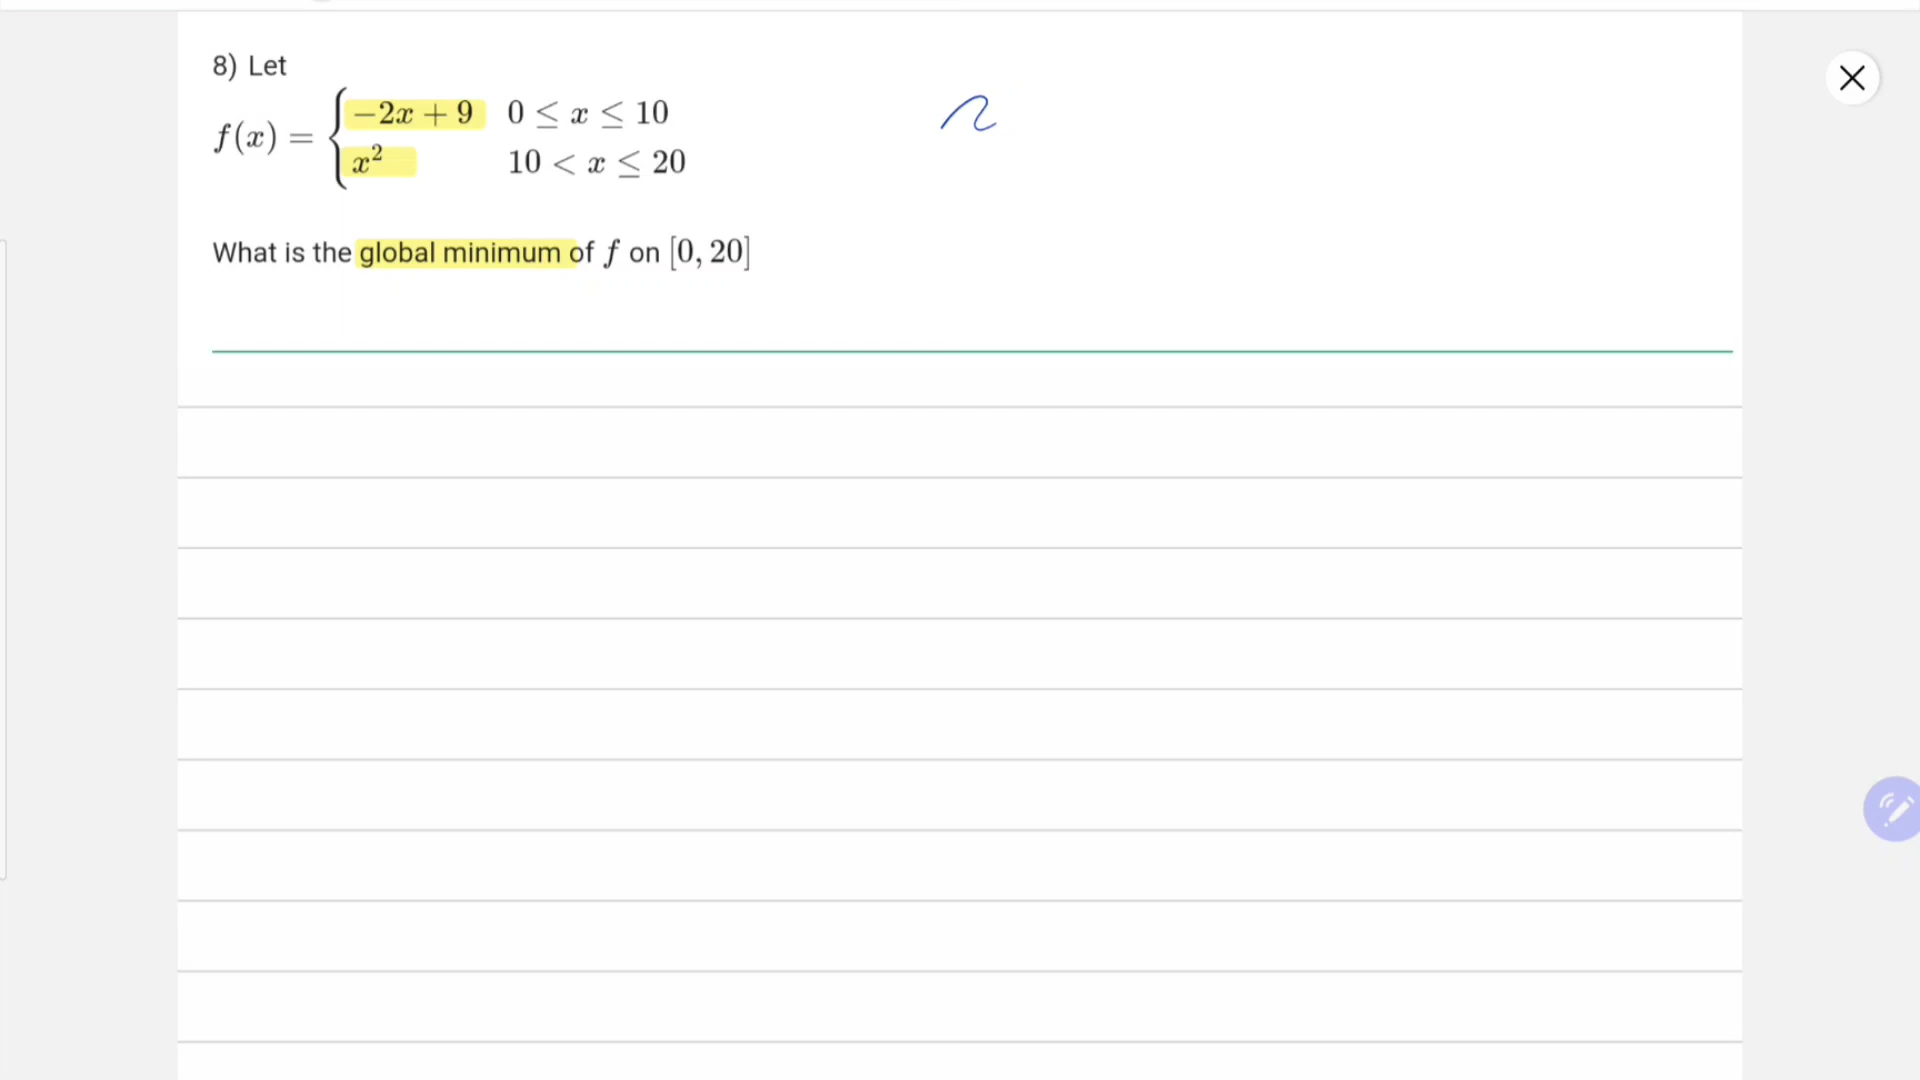 8) Let
f(x) = { −2x + 9   0 ≤ x ≤ 10
x²   10 < x ≤ 20
What is the global minimum of f on [0, 20]